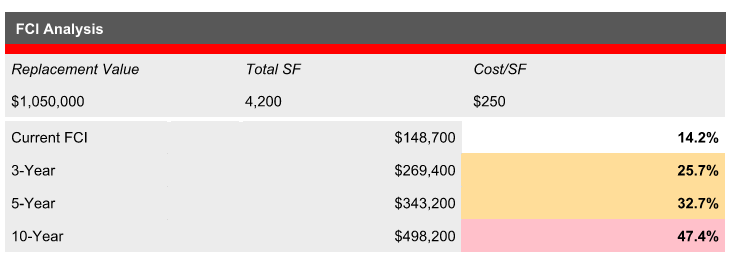 FCI Analysis
Replacement Value Total SF Cost/SF
$1,050,000 4,200 $250
Current FCI $148,700 14.2%
3-Year $269,400 25.7%
5-Year $343,200 32.7%
10-Year $498,200 47.4%